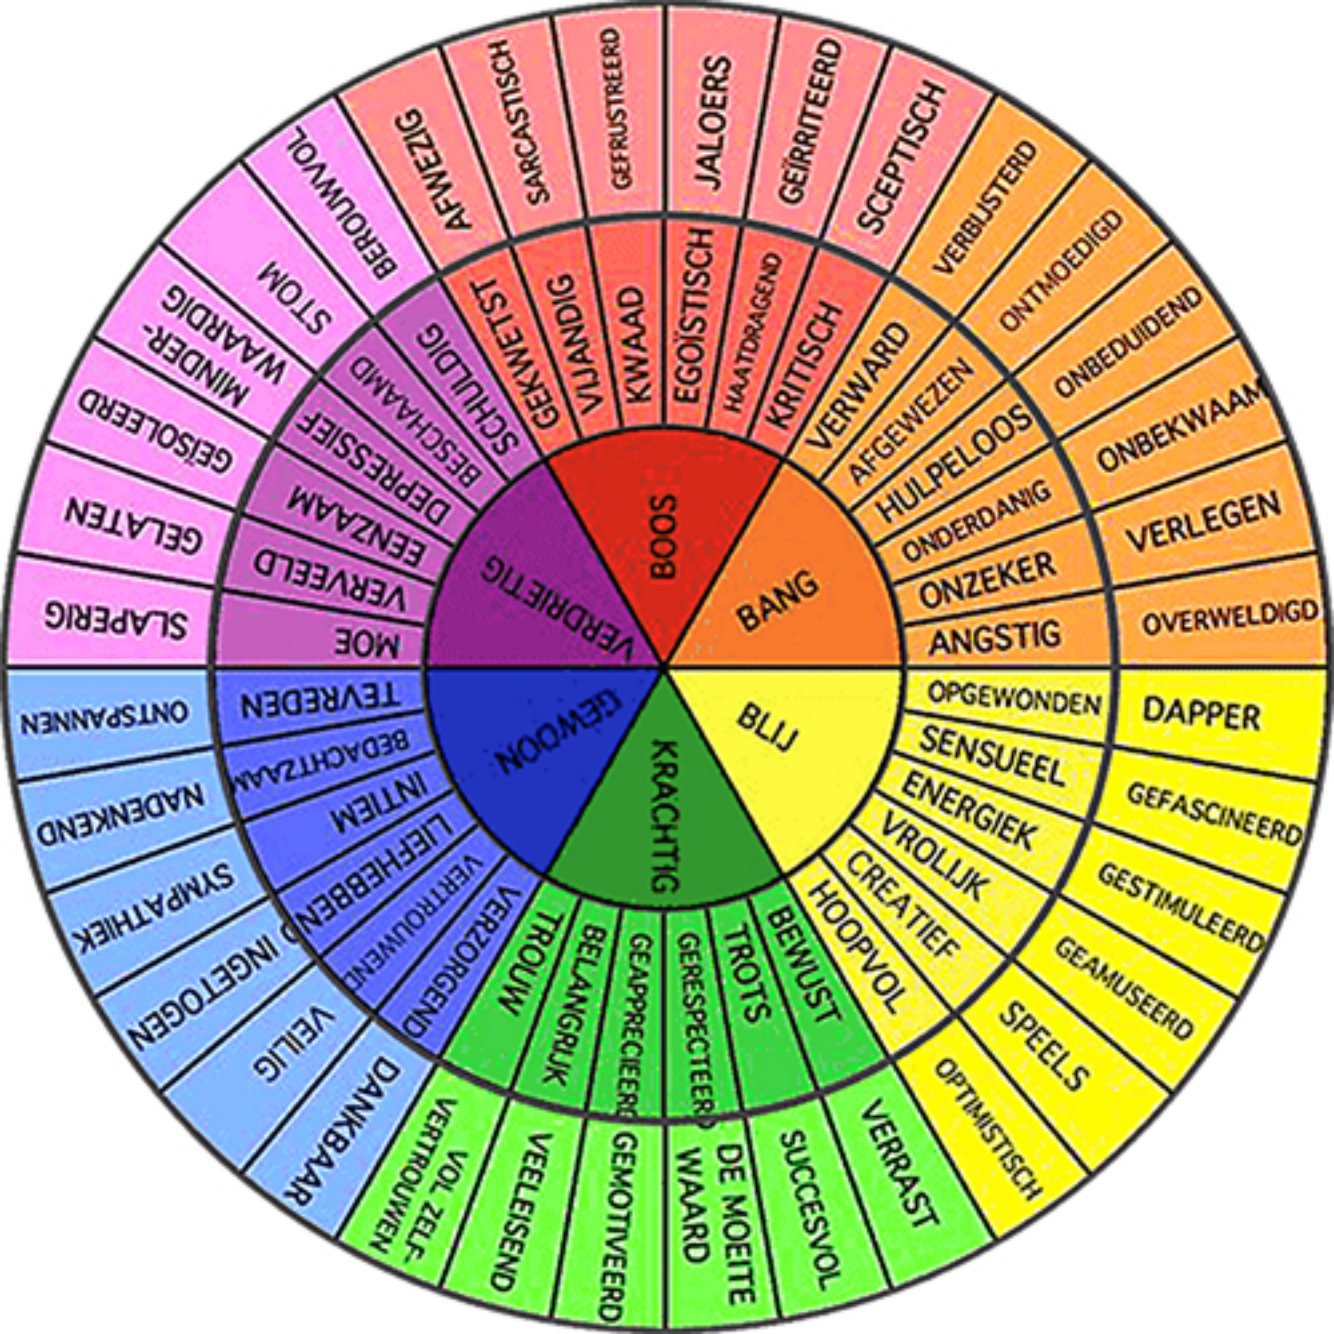 BOOS
BANG
BLIJ
KRACHTIG
GEWOON
VERDRIETIG
GEKWETST
VIJANDIG
KWAAD
EGOÏSTISCH
HAATDRAGEND
KRITISCH
VERWARD
AFGEWEZEN
HULPELOOS
ONDERDANIG
ONZEKER
ANGSTIG
OPGEWONDEN
SENSUEEL
ENERGIEK
VROLIJK
CREATIEF
HOOPVOL
BEWUST
TROTS
GERESPECTEERD
GEAPPRECIEERD
BELANGRIJK
TROUW
VERZORGEND
VERTROUWEND
LIEFHEBBEND
INTIEM
BEDACHTZAAM
TEVREDEN
MOE
VERVEELD
EENZAAM
DEPRESSIEF
BESCHAAMD
SCHULDIG
AFWEZIG
SARCASTISCH
GEFRUSTREERD
JALOERS
GEÏRRITEERD
SCEPTISCH
VERBIJSTERD
ONTMOEDIGD
ONBEDUIDEND
ONBEKWAAM
VERLEGEN
OVERWELDIGD
DAPPER
GEFASCINEERD
GESTIMULEERD
GEAMUSEERD
SPEELS
OPTIMISTISCH
VERRAST
SUCCESVOL
DE MOEITE
WAARD
GEMOTIVEERD
VEELEISEND
VOL ZELF-
VERTROUWEN
DANKBAAR
VEILIG
INGETOGEN
SYMPATHIEK
NADENKEND
ONTSPANNEN
SLAPERIG
GELATEN
GEÏSOLEERD
MINDER-
WAARDIG
STOM
BEROUWVOL